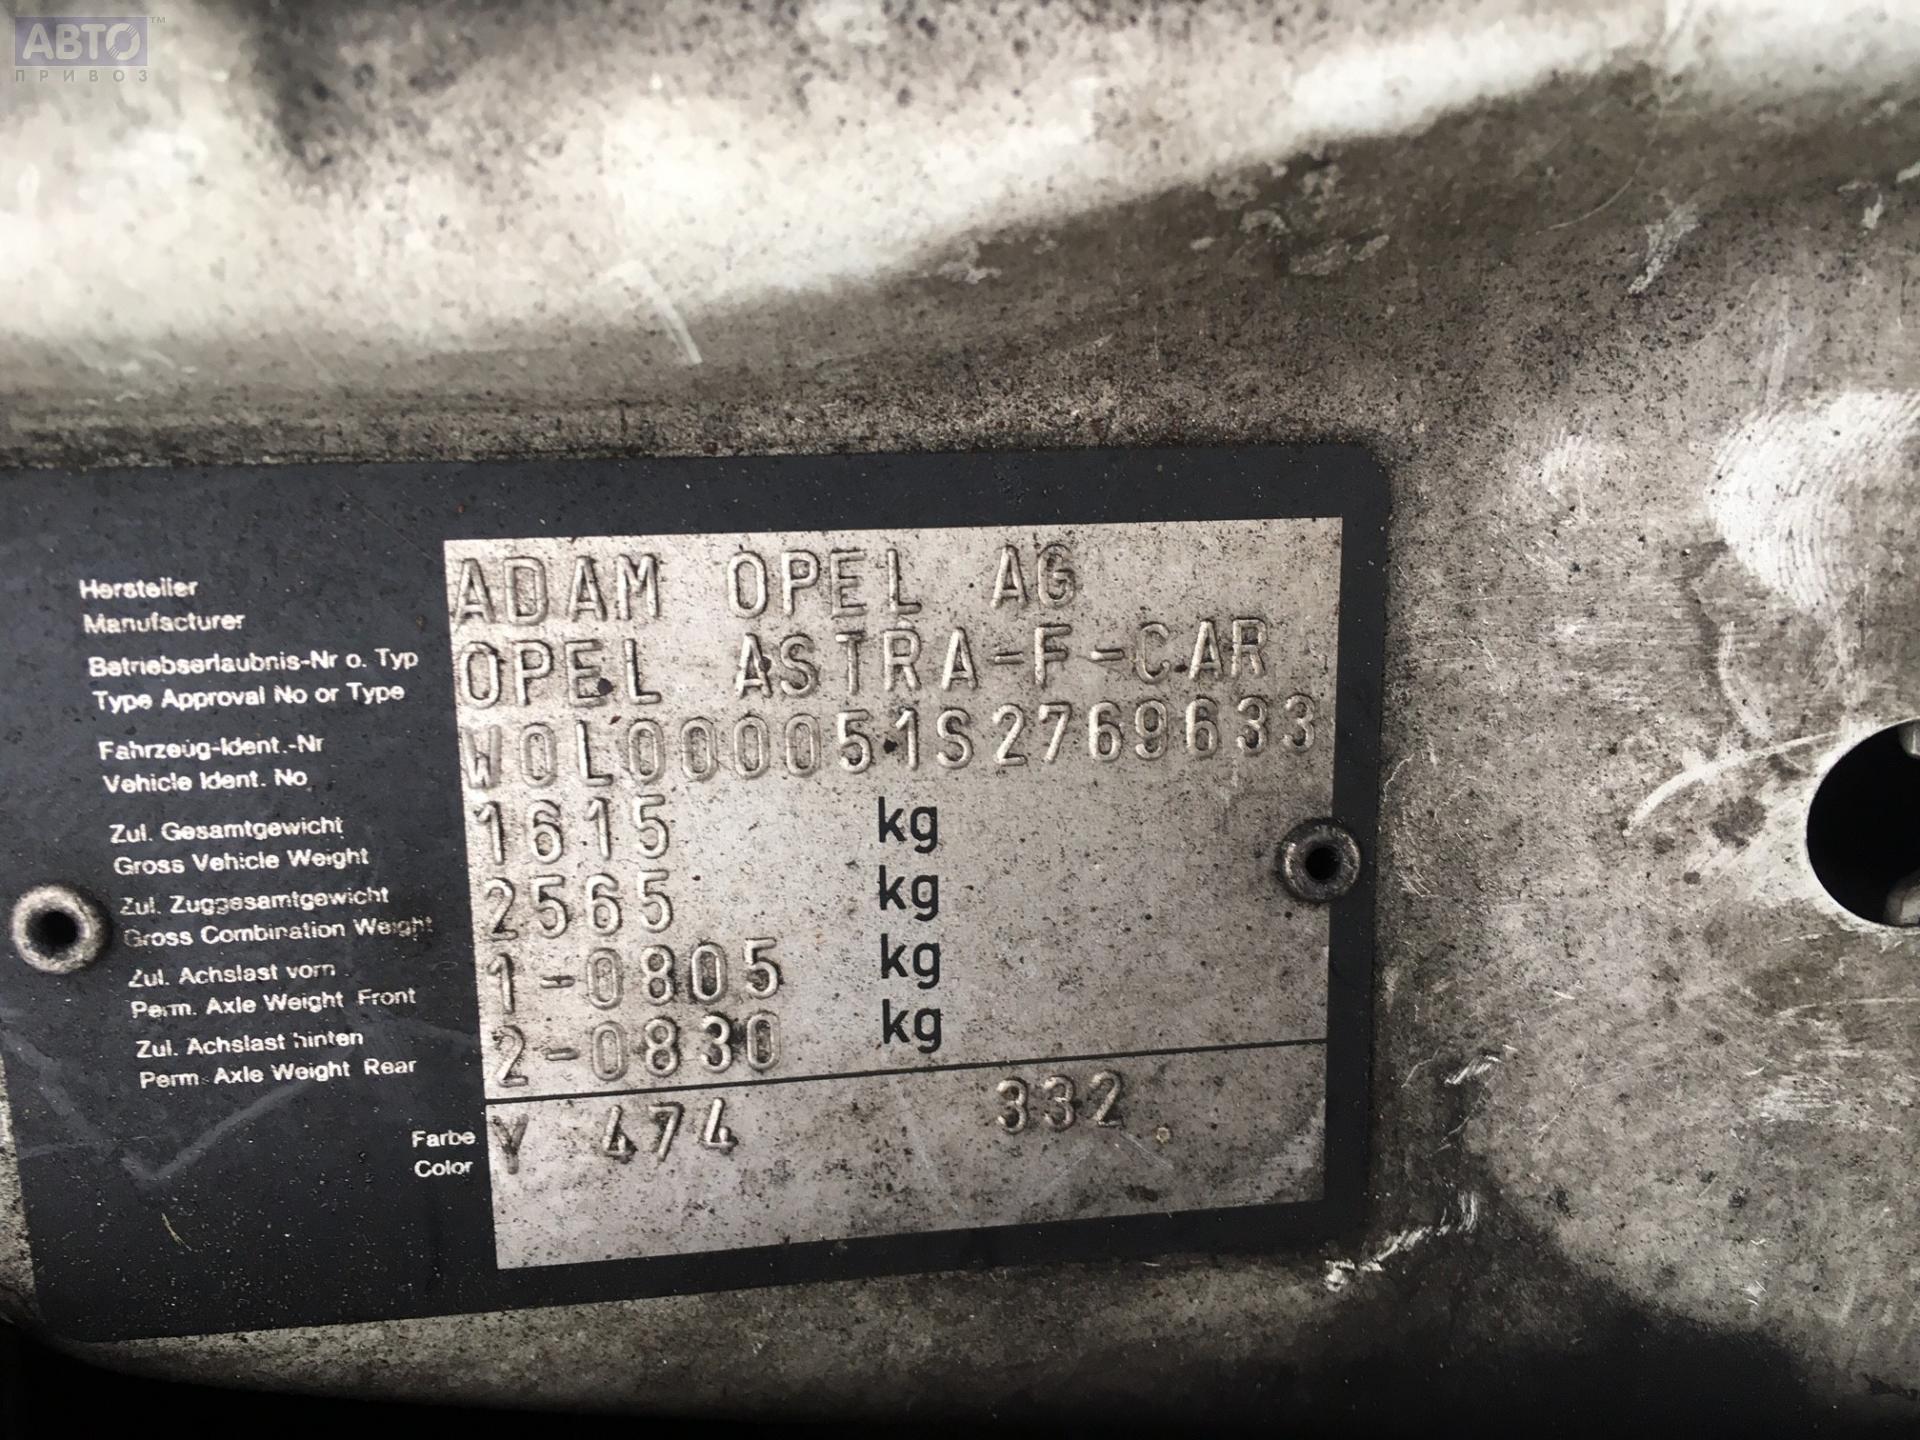 АВТО™
ПРИВОЗ
Hersteller
Manufacturer
ADAM OPEL AG
Betriebserlaubnis-Nr o. Typ
Type Approval No or Type
OPEL ASTRA-F-CAR
Fahrzeug-Ident.-Nr
Vehicle Ident. No
W0L000051S2769633
Zul. Gesamtgewicht
Gross Vehicle Weight
1615 kg
Zul. Zuggesamtgewicht
Gross Combination Weight
2565 kg
Zul. Achslast vorn
Perm. Axle Weight Front
1-0805 kg
Zul. Achslast hinten
Perm. Axle Weight Rear
2-0830 kg
Farbe
Color
Y 474 332